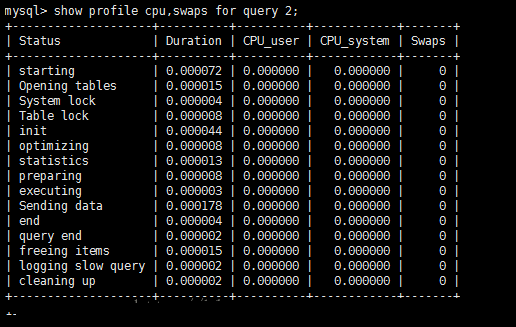 mysql> show profile cpu,swaps for query 2;
+--------------------+----------+----------+------------+-------+
| Status             | Duration | CPU_user | CPU_system | Swaps |
+--------------------+----------+----------+------------+-------+
| starting           | 0.000072 | 0.000000 |   0.000000 |     0 |
| Opening tables     | 0.000015 | 0.000000 |   0.000000 |     0 |
| System lock        | 0.000004 | 0.000000 |   0.000000 |     0 |
| Table lock         | 0.000008 | 0.000000 |   0.000000 |     0 |
| init               | 0.000044 | 0.000000 |   0.000000 |     0 |
| optimizing         | 0.000008 | 0.000000 |   0.000000 |     0 |
| statistics         | 0.000013 | 0.000000 |   0.000000 |     0 |
| preparing          | 0.000008 | 0.000000 |   0.000000 |     0 |
| executing          | 0.000003 | 0.000000 |   0.000000 |     0 |
| Sending data       | 0.000178 | 0.000000 |   0.000000 |     0 |
| end                | 0.000004 | 0.000000 |   0.000000 |     0 |
| query end          | 0.000002 | 0.000000 |   0.000000 |     0 |
| freeing items      | 0.000015 | 0.000000 |   0.000000 |     0 |
| logging slow query | 0.000002 | 0.000000 |   0.000000 |     0 |
| cleaning up        | 0.000002 | 0.000000 |   0.000000 |     0 |
+--------------------+----------+----------+------------+-------+